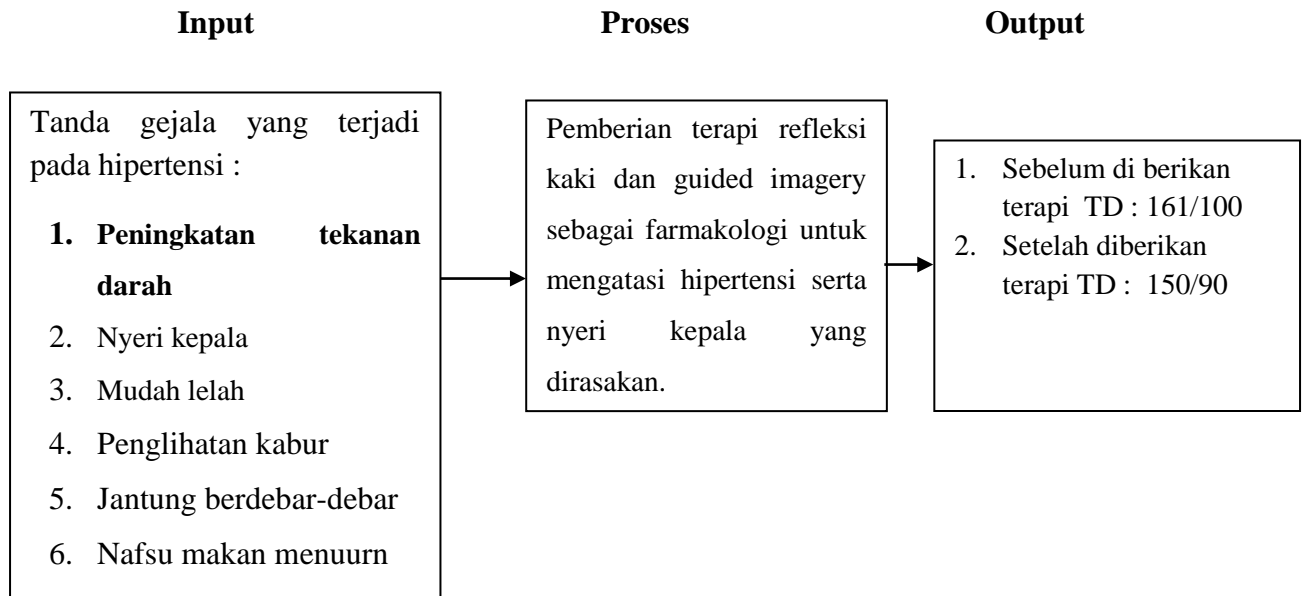 Input Proses Output
Tanda gejala yang terjadi
pada hipertensi :
1. Peningkatan tekanan
darah
2. Nyeri kepala
3. Mudah lelah
4. Penglihatan kabur
5. Jantung berdebar-debar
6. Nafsu makan menuurn
Pemberian terapi refleksi
kaki dan guided imagery
sebagai farmakologi untuk
mengatasi hipertensi serta
nyeri kepala yang
dirasakan.
1. Sebelum di berikan
terapi TD : 161/100
2. Setelah diberikan
terapi TD : 150/90